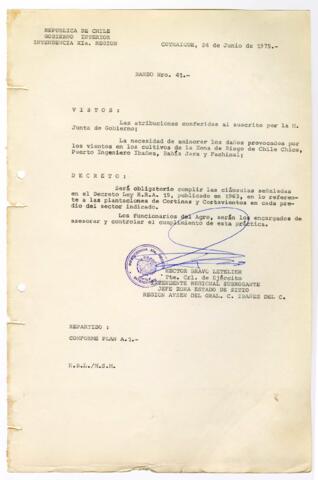 REPUBLICA DE CHILE
GOBIERNO INTERIOR
INTENDENCIA XIa. REGION
COYHAIQUE, 24 de Junio de 1975.-
BANDO Nro. 41.-
V I S T O S :
Las atribuciones conferidas al suscrito por la H.
Junta de Gobierno;
La necesidad de aminorar los daños provocados por
los vientos en los cultivos de la Zona de Riego de Chile Chico,
Puerto Ingeniero Ibañez, Bahía Jara y Fachinal;
D E C R E T O :
Será obligatorio cumplir las cláusulas señaladas
en el Decreto Ley R.R.A. 15, publicado en 1963, en lo referen
te a las plantaciones de Cortinas y Cortavientos en cada pre
dio del sector indicado.
Los Funcionarios del Agro, serán los encargados de
asesorar y controlar el cumplimiento de esta práctica.
HECTOR BRAVO LETELIER
Tte. Crl. de Ejército
INTENDENTE REGIONAL SUBROGANTE
JEFE ZONA ESTADO DE SITIO
REGION AYSEN DEL GRAL. C. IBAÑEZ DEL C.
REPARTIDO :
CONFORME PLAN A.1.-
H.B.L./M.S.M.